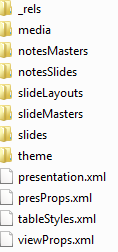 _rels
media
notesMasters
notesSlides
slideLayouts
slideMasters
slides
theme
presentation.xml
presProps.xml
tableStyles.xml
viewProps.xml